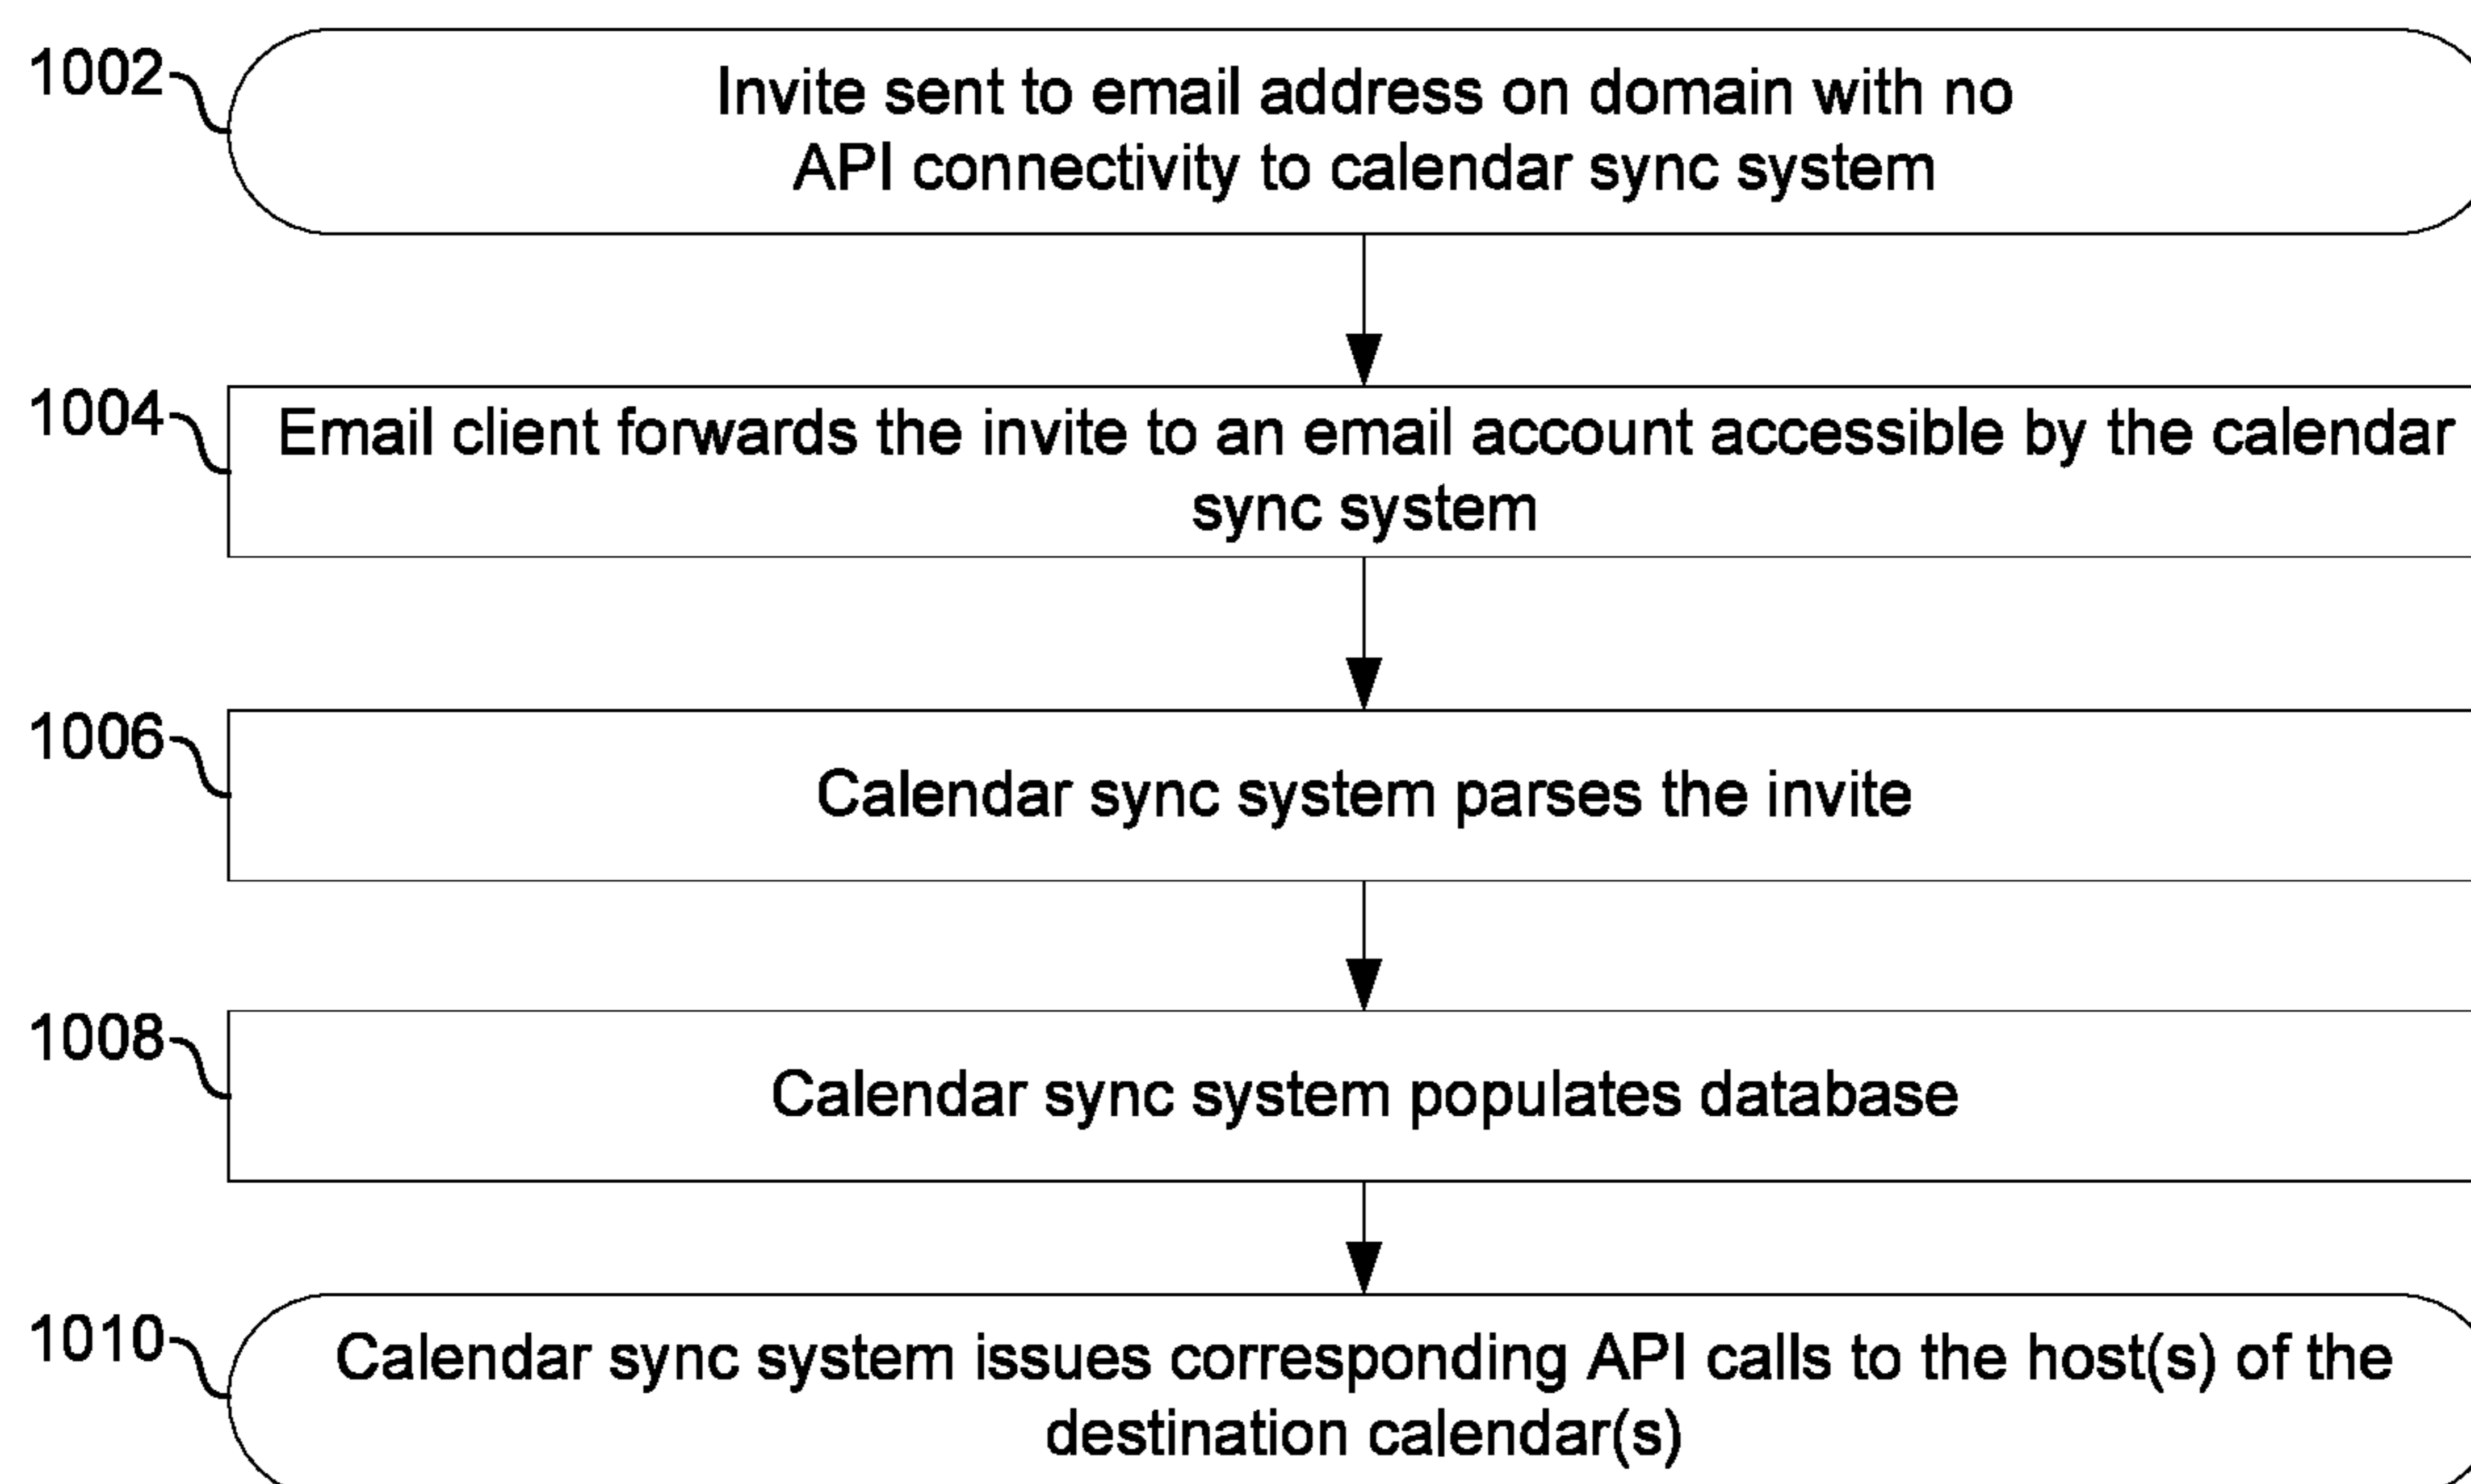 1002
Invite sent to email address on domain with no
API connectivity to calendar sync system
1004
Email client forwards the invite to an email account accessible by the calendar
sync system
1006
Calendar sync system parses the invite
1008
Calendar sync system populates database
1010
Calendar sync system issues corresponding API calls to the host(s) of the
destination calendar(s)